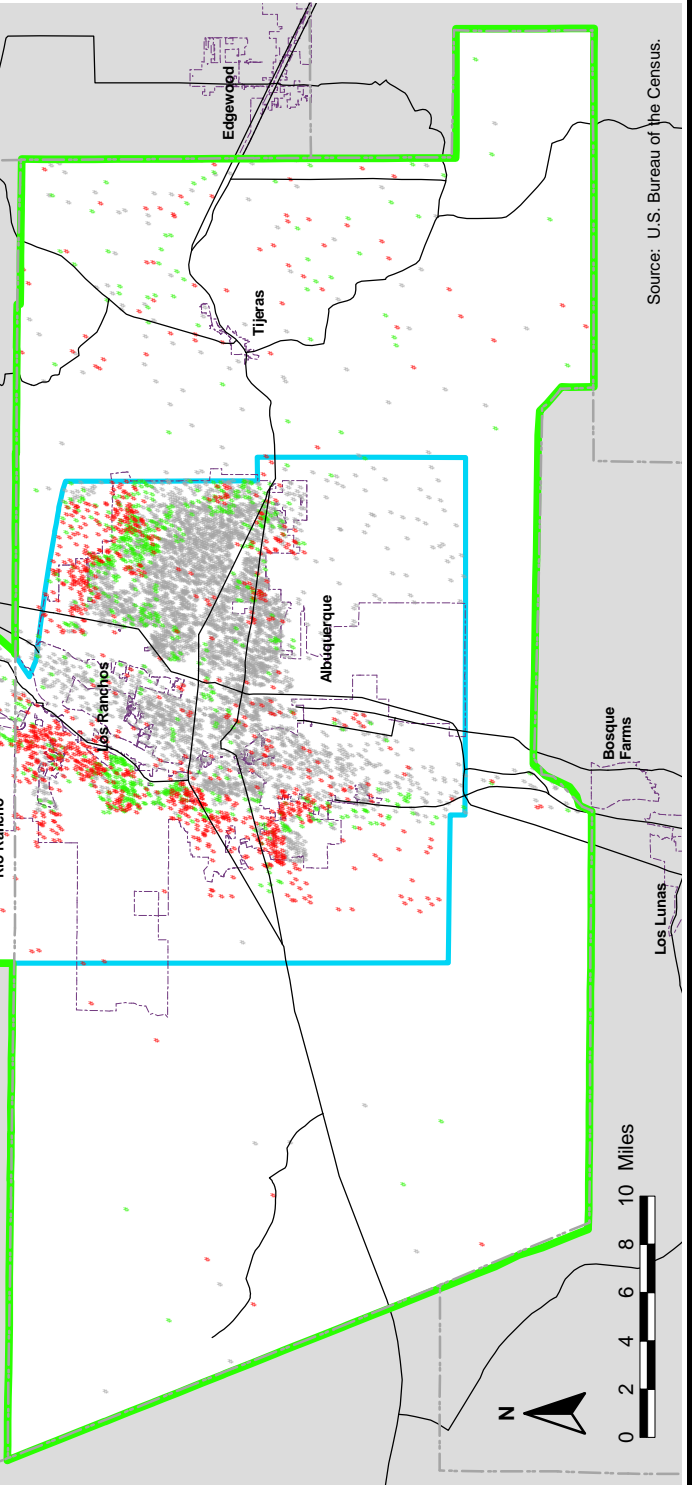 Edgewood
Tijeras
Albuquerque
Los Ranchos
Bosque
Farms
Los Lunas
N
0 2 4 6 8 10 Miles
Source: U.S. Bureau of the Census.